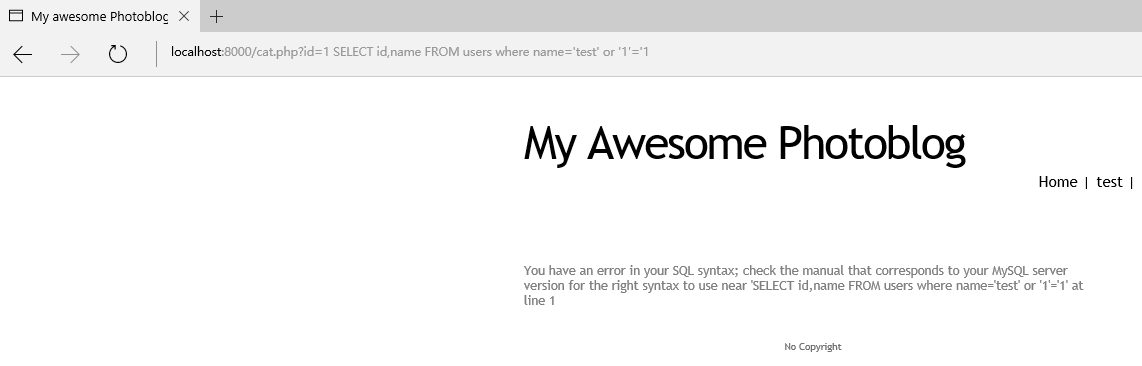 My awesome Photoblog
localhost:8000/cat.php?id=1 SELECT id,name FROM users where name='test' or '1'='1
My Awesome Photoblog
Home | test |
You have an error in your SQL syntax; check the manual that corresponds to your MySQL server
version for the right syntax to use near 'SELECT id,name FROM users where name='test' or '1'='1' at
line 1
No Copyright